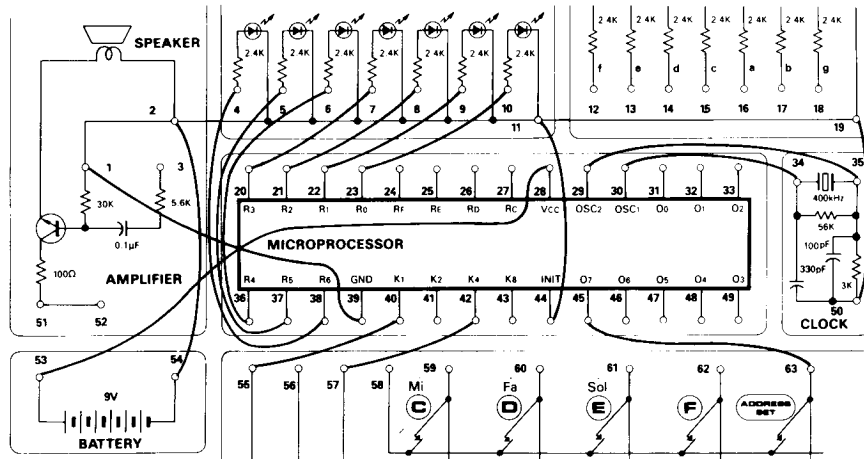 SPEAKER
2.4K 2.4K 2.4K 2.4K 2.4K 2.4K 2.4K
2.4K 2.4K 2.4K 2.4K 2.4K 2.4K 2.4K
f e d c a b g
4 5 6 7 8 9 10
12 13 14 15 16 17 18
2 11 19
1 3
20 21 22 23 24 25 26 27 28 29 30 31 32 33
34 35
R3 R2 R1 R0 RF RE RD RC VCC OSC2 OSC1 O0 O1 O2
400kHz
30K 5.6K
56K
0.1µF
MICROPROCESSOR
100pF
330pF
3K
100Ω
AMPLIFIER
R4 R5 R6 GND K1 K2 K4 K8 INIT O7 O6 O5 O4 O3
36 37 38 39 40 41 42 43 44 45 46 47 48 49
50
CLOCK
51 52
53 54
55 56 57 58 59 60 61 62 63
Mi Fa Sol
C D E F ADDRESS SET
9V
BATTERY